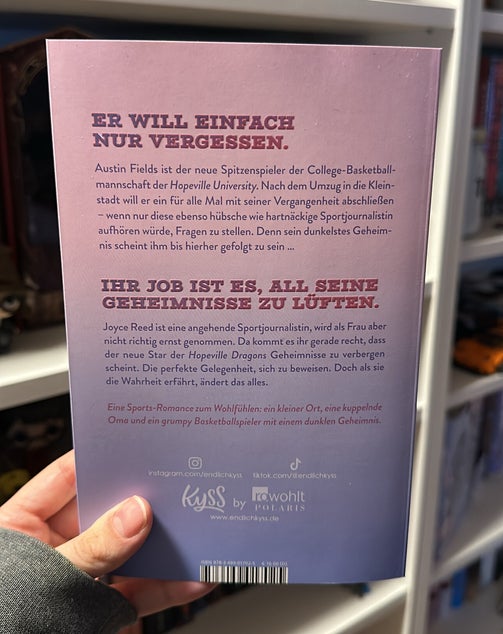 ER WILL EINFACH
NUR VERGESSEN.
Austin Fields ist der neue Spitzenspieler der College-Basketball-
mannschaft der Hopeville University. Nach dem Umzug in die Klein-
stadt will er ein für alle Mal mit seiner Vergangenheit abschließen
– wenn nur diese ebenso hübsche wie hartnäckige Sportjournalistin
aufhören würde, Fragen zu stellen. Denn sein dunkelstes Geheim-
nis scheint ihm bis hierher gefolgt zu sein ...
IHR JOB IST ES, ALL SEINE
GEHEIMNISSE ZU LÜFTEN.
Joyce Reed ist eine angehende Sportjournalistin, wird als Frau aber
nicht richtig ernst genommen. Da kommt es ihr gerade recht, dass
der neue Star der Hopeville Dragons Geheimnisse zu verbergen
scheint. Die perfekte Gelegenheit, sich zu beweisen. Doch als sie
die Wahrheit erfährt, ändert das alles.
Eine Sports-Romance zum Wohlfühlen: ein kleiner Ort, eine kuppelnde
Oma und ein grumpy Basketballspieler mit einem dunklen Geheimnis.
instagram.com/endlichkyss tiktok.com/@endlichkyss
Kyss by rowohlt
POLARIS
www.endlichkyss.de
ISBN